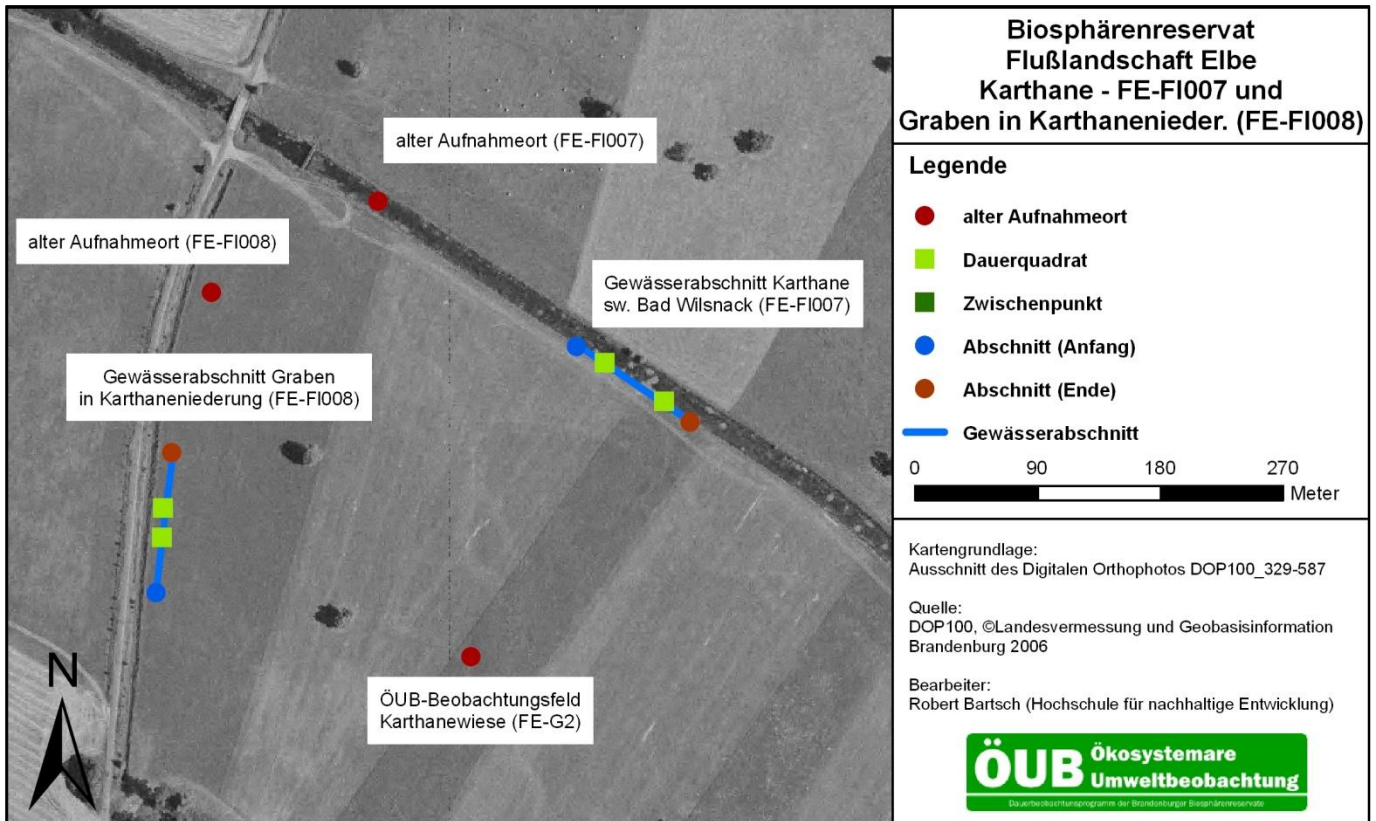 alter Aufnahmeort (FE-FI007)
alter Aufnahmeort (FE-FI008)
Gewässerabschnitt Karthane
sw. Bad Wilsnack (FE-FI007)
Gewässerabschnitt Graben
in Karthaneniederung (FE-FI008)
ÖUB-Beobachtungsfeld
Karthanewiese (FE-G2)
N
Biosphärenreservat
Flußlandschaft Elbe
Karthane - FE-FI007 und
Graben in Karthanenieder. (FE-FI008)
Legende
alter Aufnahmeort
Dauerquadrat
Zwischenpunkt
Abschnitt (Anfang)
Abschnitt (Ende)
Gewässerabschnitt
0 90 180 270
Meter
Kartengrundlage:
Ausschnitt des Digitalen Orthophotos DOP100_329-587
Quelle:
DOP100, ©Landesvermessung und Geobasisinformation
Brandenburg 2006
Bearbeiter:
Robert Bartsch (Hochschule für nachhaltige Entwicklung)
ÖUB Ökosystemare
Umweltbeobachtung
Dauerbeobachtungsprogramm der Brandenburger Biosphärenreservate